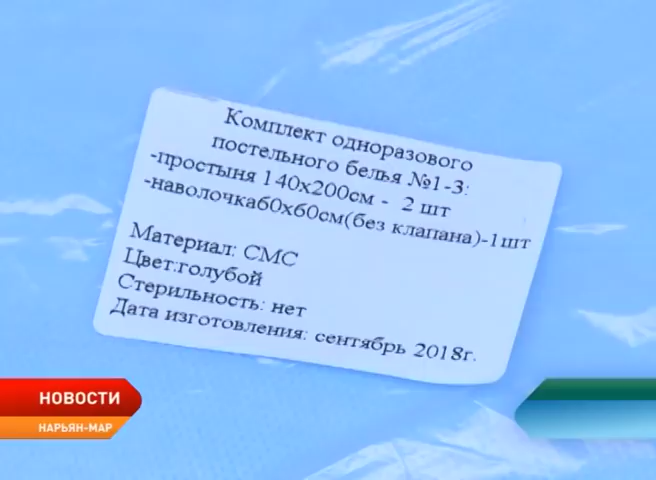 Комплект одноразового
постельного белья №1-3:
-простыня 140х200см - 2 шт
-наволочка60х60см(без клапана)-1шт
Материал: СМС
Цвет:голубой
Стерильность: нет
Дата изготовления: сентябрь 2018г.
НОВОСТИ
НАРЬЯН-МАР